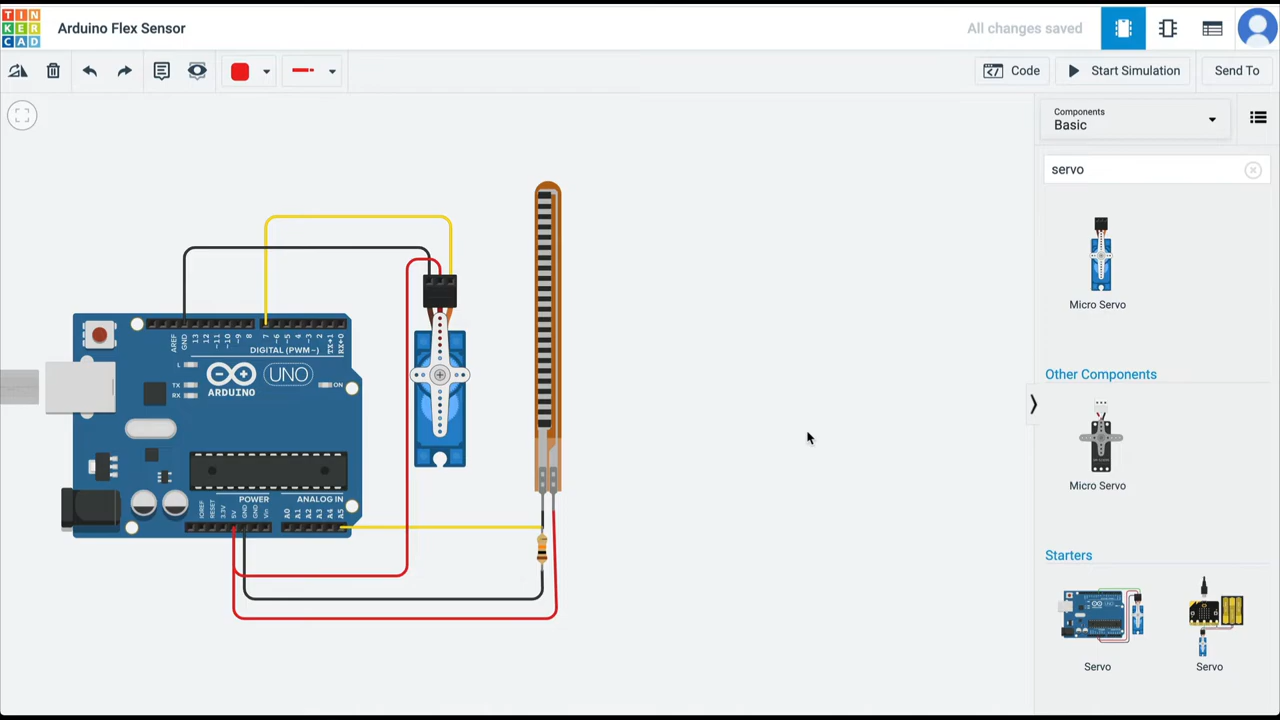 TIN
KER
CAD
Arduino Flex Sensor
All changes saved
Code
Start Simulation
Send To
Components
Basic
servo
Micro Servo
Other Components
Micro Servo
Starters
Servo
Servo
AREF
GND
13
12
~11
~10
~9
8
7
~6
~5
4
~3
2
TX→1
RX←0
DIGITAL (PWM~)
L
TX
RX
UNO
ON
ARDUINO
POWER
ANALOG IN
IOREF
RESET
3.3V
5V
GND
GND
Vin
A0
A1
A2
A3
A4
A5